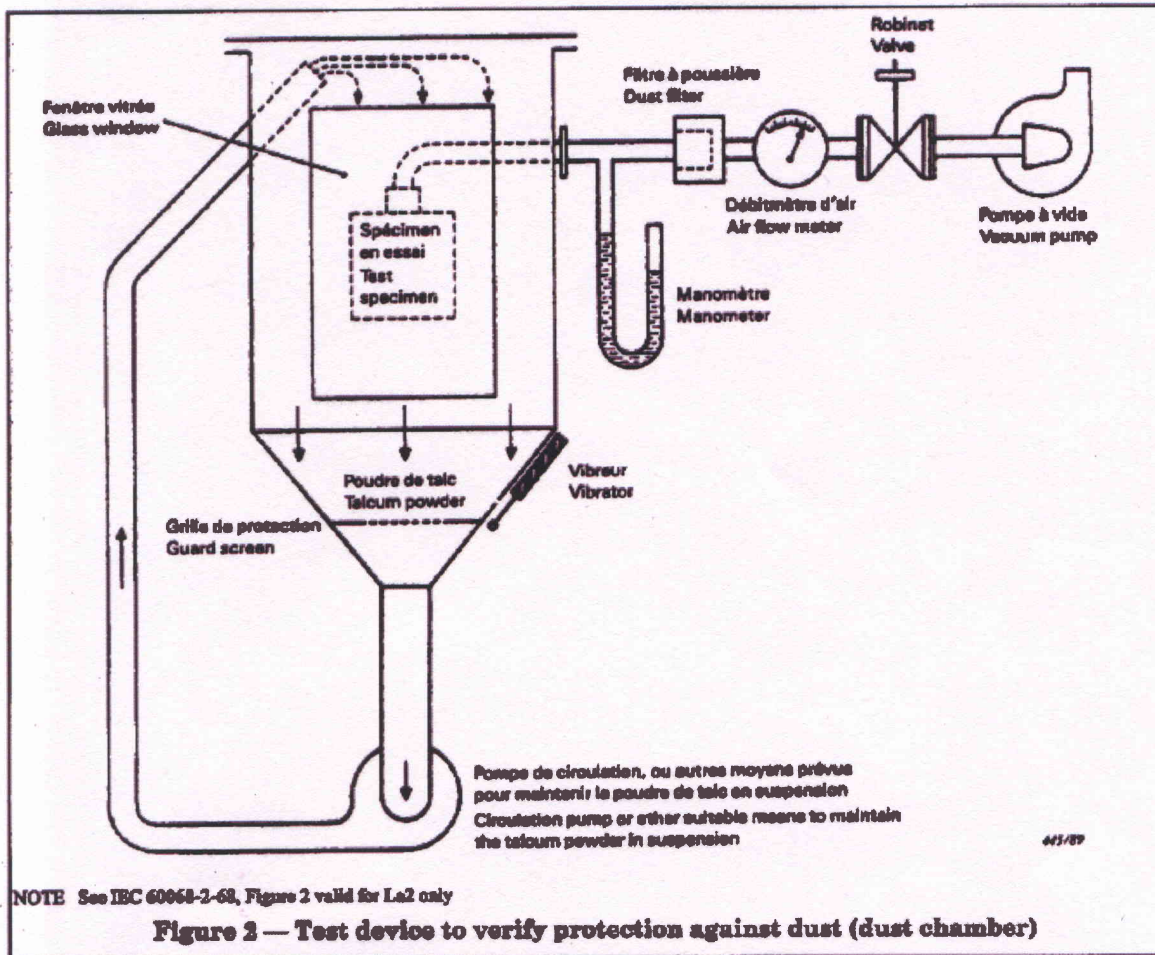 Robinet
Valve
Filtre à poussière
Dust filter
Fenêtre vitrée
Glass window
Débitmètre d'air
Air flow meter
Pompe à vide
Vacuum pump
Spécimen
en essai
Test
specimen
Manomètre
Manometer
Poudre de talc
Talcum powder
Vibreur
Vibrator
Grille de protection
Guard screen
Pompe de circulation, ou autres moyens prévus
pour maintenir la poudre de talc en suspension
Circulation pump or other suitable means to maintain
the talcum powder in suspension
445/89
NOTE See IEC 60068-2-68, Figure 2 valid for La2 only
Figure 2 — Test device to verify protection against dust (dust chamber)